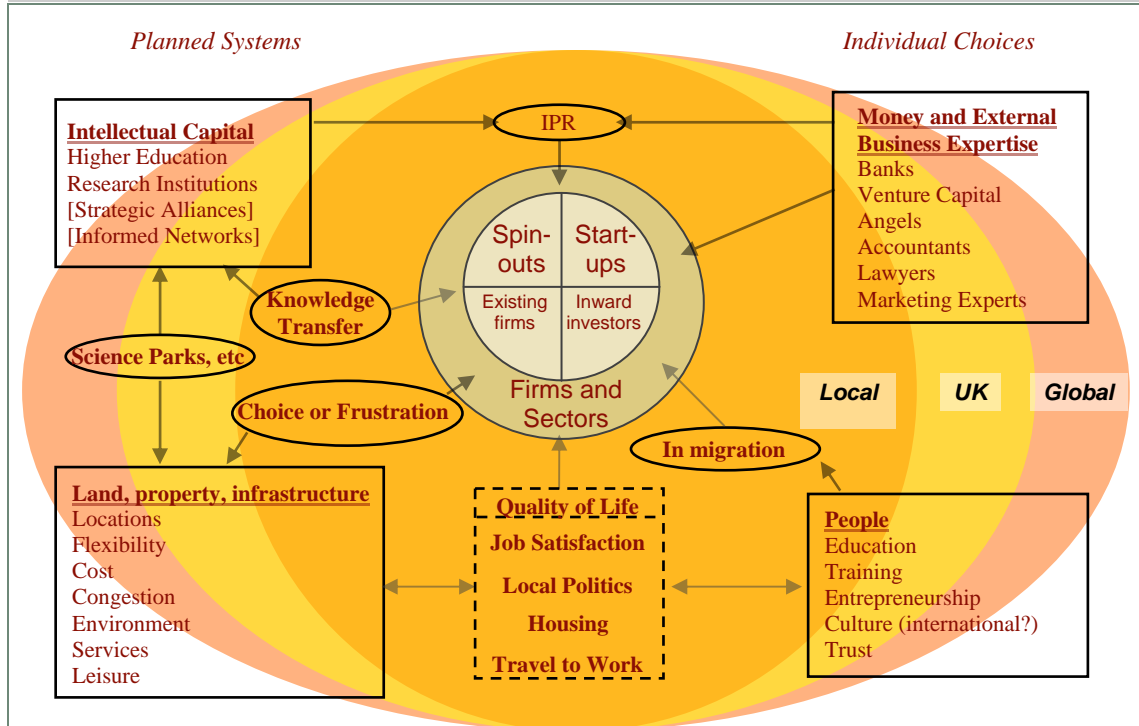 Planned Systems
Individual Choices
IPR
Intellectual Capital
Higher Education
Research Institutions
[Strategic Alliances]
[Informed Networks]
Money and External
Business Expertise
Banks
Venture Capital
Angels
Accountants
Lawyers
Marketing Experts
Spin-
outs
Start-
ups
Existing
firms
Inward
investors
Firms and
Sectors
Knowledge
Transfer
Science Parks, etc
Choice or Frustration
Local
UK
Global
In migration
Land, property, infrastructure
Locations
Flexibility
Cost
Congestion
Environment
Services
Leisure
Quality of Life
Job Satisfaction
Local Politics
Housing
Travel to Work
People
Education
Training
Entrepreneurship
Culture (international?)
Trust